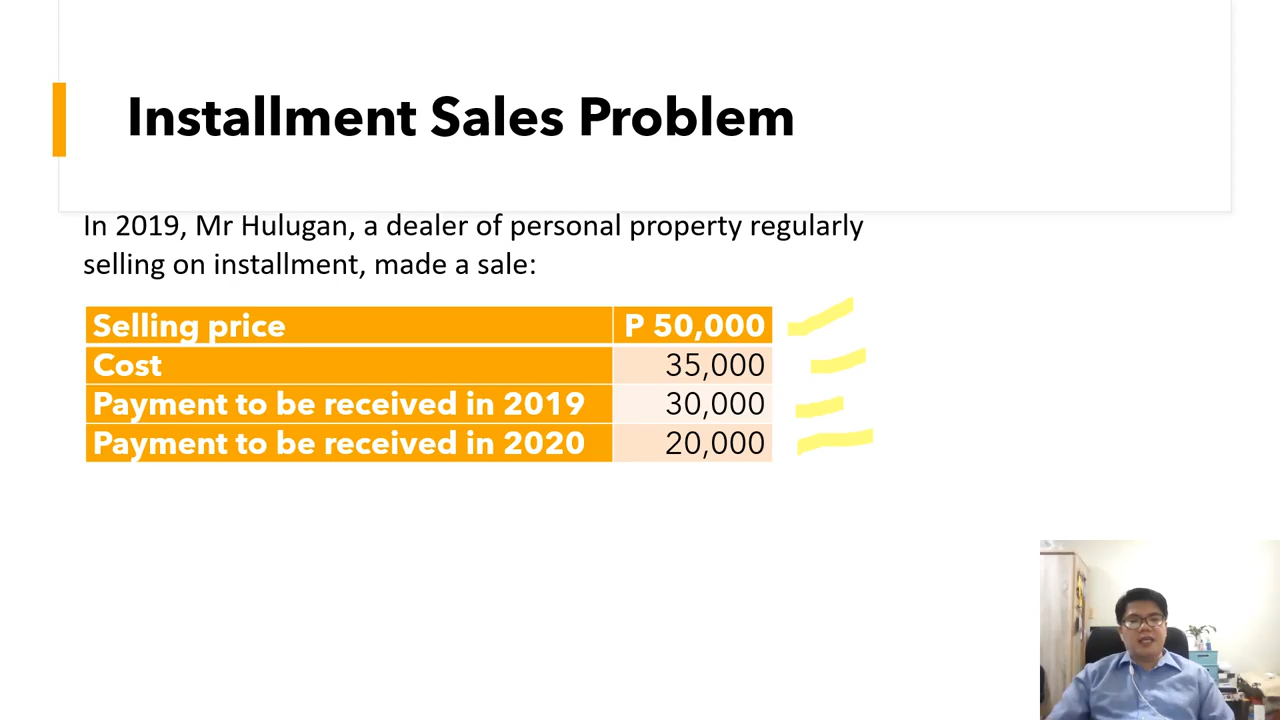 Installment Sales Problem
In 2019, Mr Hulugan, a dealer of personal property regularly
selling on installment, made a sale:
Selling price P 50,000
Cost 35,000
Payment to be received in 2019 30,000
Payment to be received in 2020 20,000